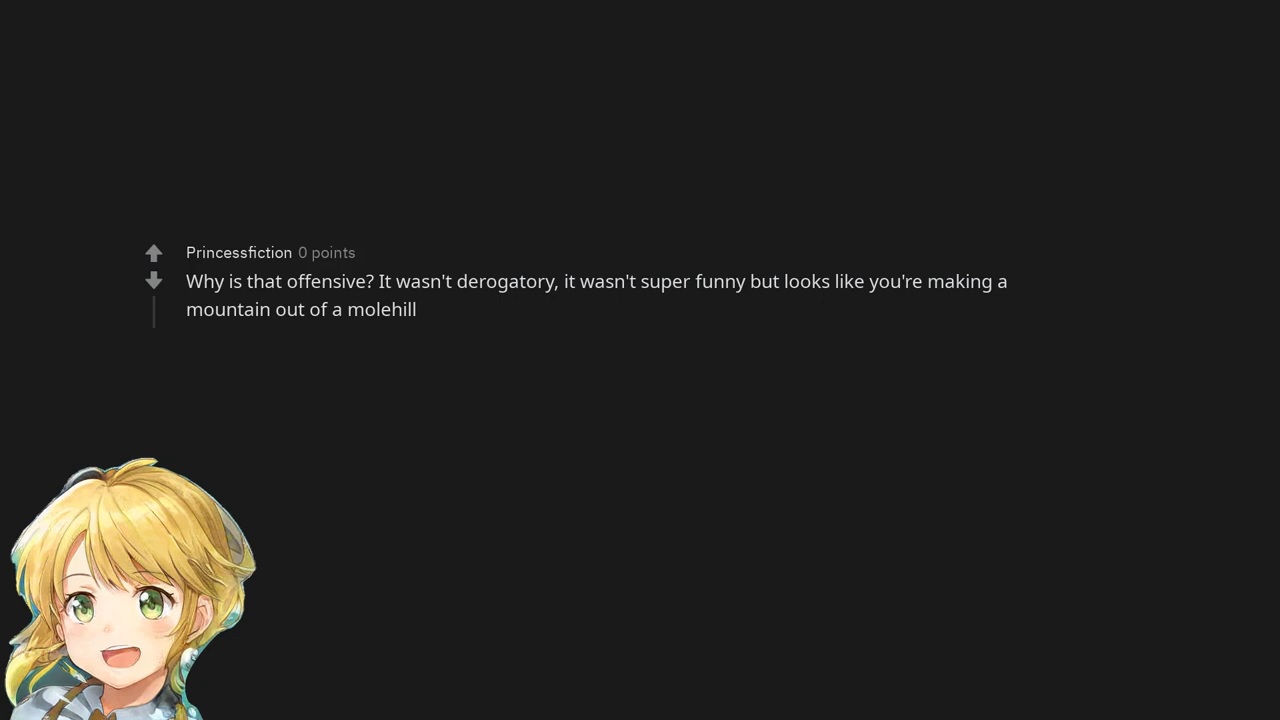 Princessfiction 0 points
Why is that offensive? It wasn't derogatory, it wasn't super funny but looks like you're making a
mountain out of a molehill